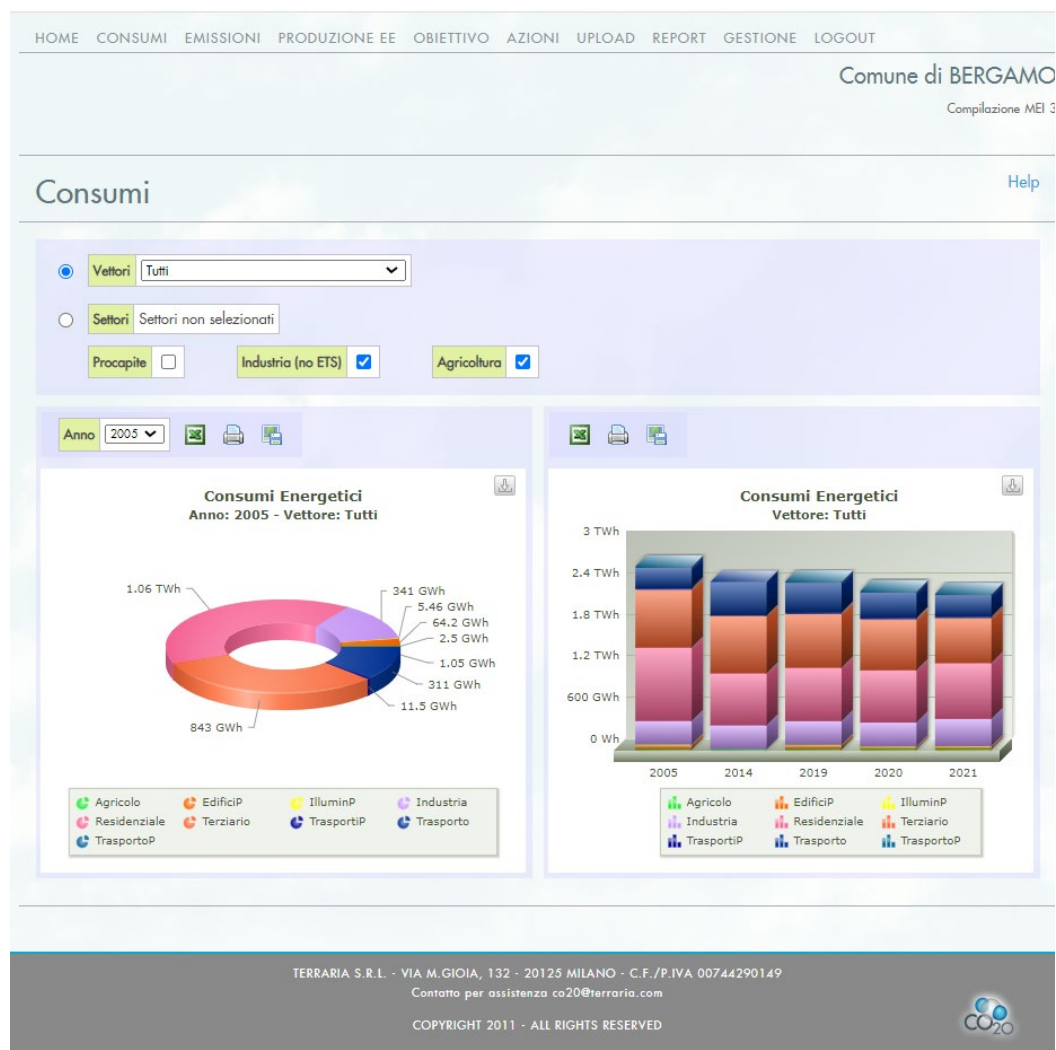 HOME CONSUMI EMISSIONI PRODUZIONE EE OBIETTIVO AZIONI UPLOAD REPORT GESTIONE LOGOUT
Comune di BERGAMO
Compilazione MEI 3
Consumi
Help
Vettori Tutti
Settori Settori non selezionati
Procapite Industria (no ETS) Agricoltura
Anno 2005
Consumi Energetici
Anno: 2005 - Vettore: Tutti
1.06 TWh
341 GWh
5.46 GWh
64.2 GWh
2.5 GWh
1.05 GWh
311 GWh
11.5 GWh
843 GWh
Agricolo EdificiP IlluminP Industria
Residenziale Terziario TrasportiP Trasporto
TrasportoP
Consumi Energetici
Vettore: Tutti
3 TWh
2.4 TWh
1.8 TWh
1.2 TWh
600 GWh
0 Wh
2005 2014 2019 2020 2021
Agricolo EdificiP IlluminP
Industria Residenziale Terziario
TrasportiP Trasporto TrasportoP
TERRARIA S.R.L. - VIA M.GIOIA, 132 - 20125 MILANO - C.F./P.IVA 00744290149
Contatto per assistenza co20@terraria.com
COPYRIGHT 2011 - ALL RIGHTS RESERVED
CO20